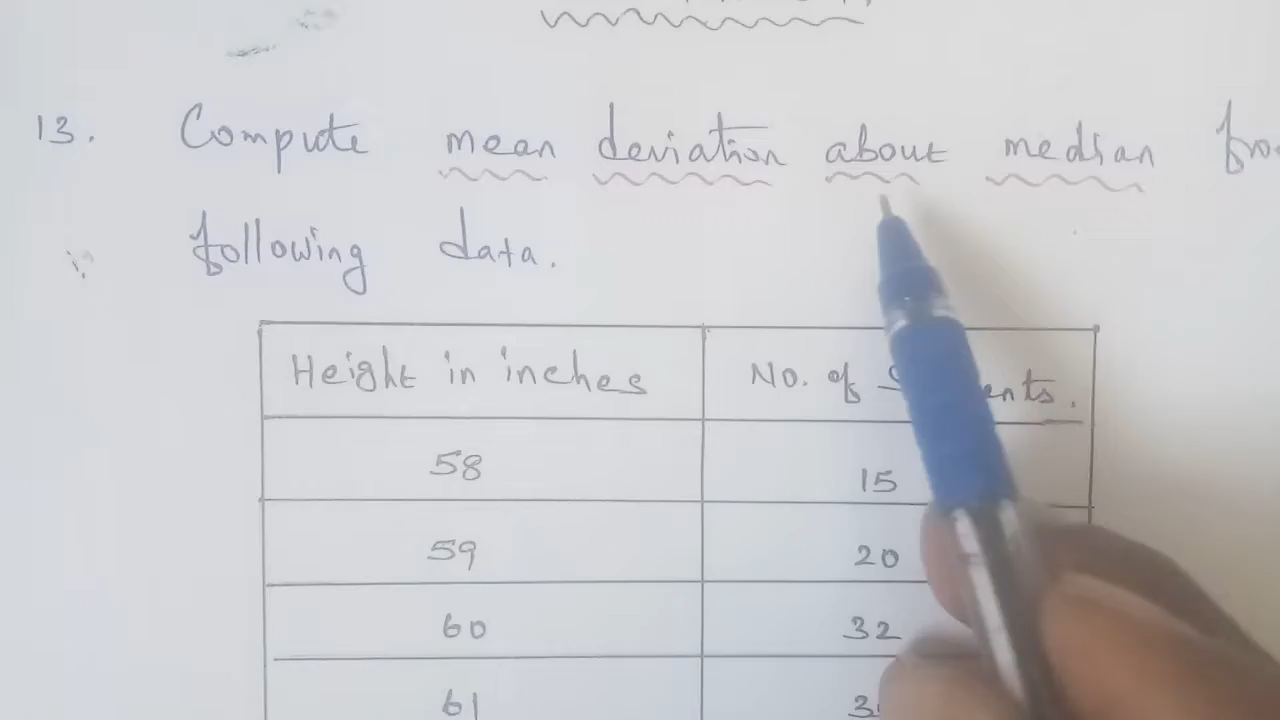 13. Compute mean deviation about median
following data.
Height in inches No. of
58 15
59 20
60 32
61